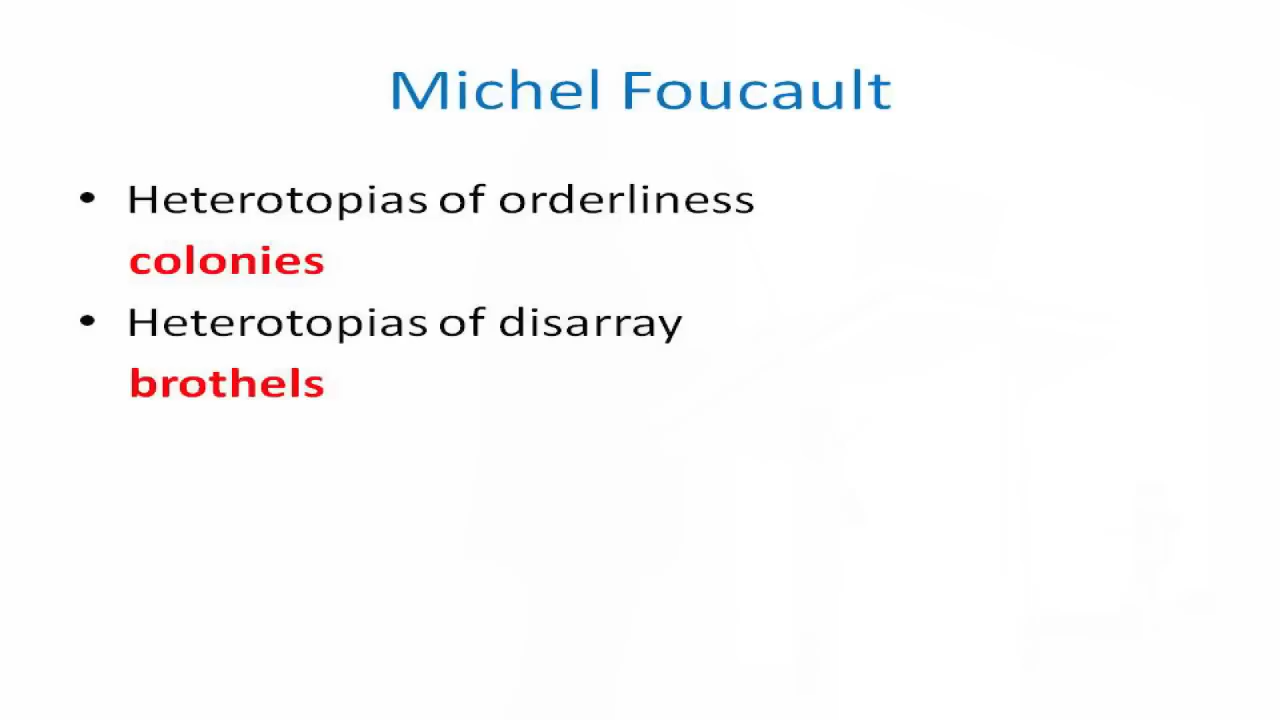 Michel Foucault
• Heterotopias of orderliness
colonies
• Heterotopias of disarray
brothels